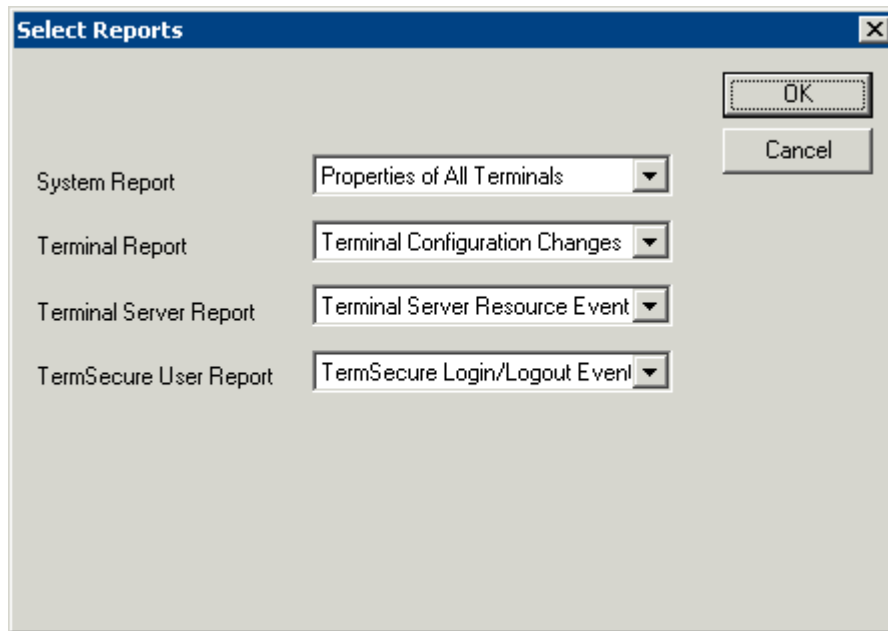 Select Reports
OK
Cancel
System Report
Properties of All Terminals
Terminal Report
Terminal Configuration Changes
Terminal Server Report
Terminal Server Resource Event
TermSecure User Report
TermSecure Login/Logout Event